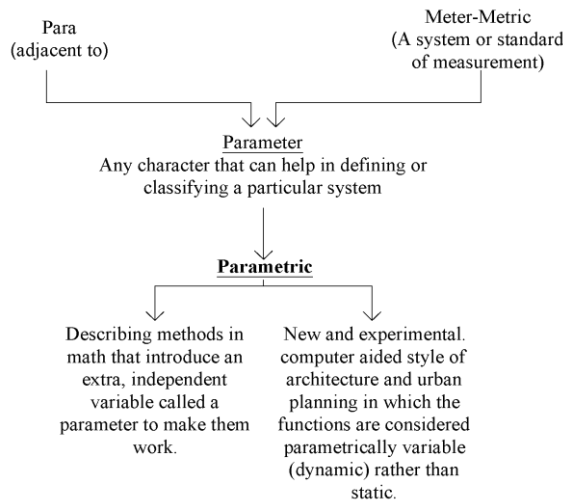 Para
(adjacent to)
Meter-Metric
(A system or standard
of measurement)
Parameter
Any character that can help in defining or
classifying a particular system
Parametric
Describing methods in
math that introduce an
extra, independent
variable called a
parameter to make them
work.
New and experimental.
computer aided style of
architecture and urban
planning in which the
functions are considered
parametrically variable
(dynamic) rather than
static.